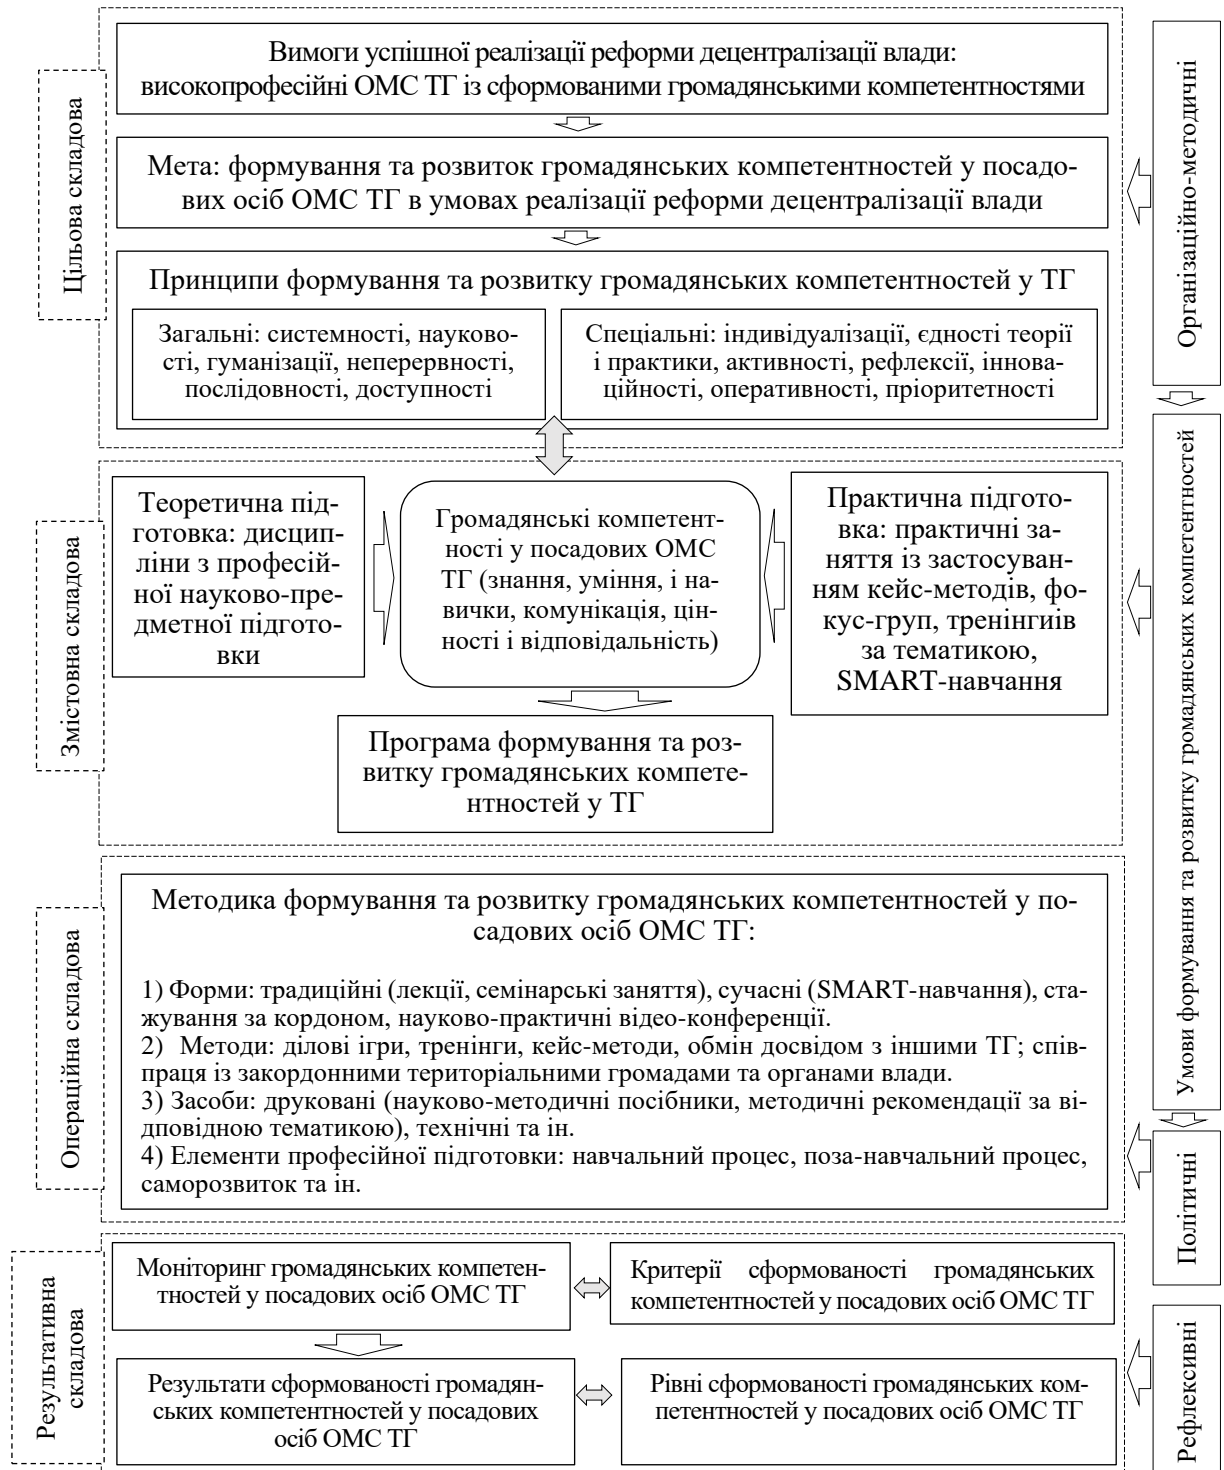 Цільова складова
Вимоги успішної реалізації реформи децентралізації влади:
високопрофесійні ОМС ТГ із сформованими громадянськими компетентностями
Мета: формування та розвиток громадянських компетентностей у посадо-
вих осіб ОМС ТГ в умовах реалізації реформи децентралізації влади
Принципи формування та розвитку громадянських компетентностей у ТГ
Загальні: системності, науково-
сті, гуманізації, неперервності,
послідовності, доступності
Спеціальні: індивідуалізації, єдності теорії
і практики, активності, рефлексії, іннова-
ційності, оперативності, пріоритетності
Організаційно-методичні
Змістовна складова
Теоретична під-
готовка: дисцип-
ліни з професій-
ної науково-пре-
дметної підгото-
вки
Громадянські компетент-
ності у посадових ОМС
ТГ (знання, уміння, і на-
вички, комунікація, цін-
ності і відповідальність)
Практична підгото-
вка: практичні за-
няття із застосуван-
ням кейс-методів, фо-
кус-груп, тренінгиів
за тематикою,
SMART-навчання
Програма формування та роз-
витку громадянських компете-
нтностей у ТГ
Умови формування та розвитку громадянських компетентностей
Операційна складова
Методика формування та розвитку громадянських компетентностей у по-
садових осіб ОМС ТГ:
1) Форми: традиційні (лекції, семінарські заняття), сучасні (SMART-навчання), ста-
жування за кордоном, науково-практичні відео-конференції.
2) Методи: ділові ігри, тренінги, кейс-методи, обмін досвідом з іншими ТГ; спів-
праця із закордонними територіальними громадами та органами влади.
3) Засоби: друковані (науково-методичні посібники, методичні рекомендації за ві-
дповідною тематикою), технічні та ін.
4) Елементи професійної підготовки: навчальний процес, поза-навчальний процес,
саморозвиток та ін.
Політичні
Результативна
складова
Моніторинг громадянських компетен-
тностей у посадових осіб ОМС ТГ
Критерії сформованості громадянських
компетентностей у посадових осіб ОМС ТГ
Результати сформованості громадян-
ських компетентностей у посадових
осіб ОМС ТГ
Рівні сформованості громадянських ком-
петентностей у посадових осіб ОМС ТГ
Рефлексивні